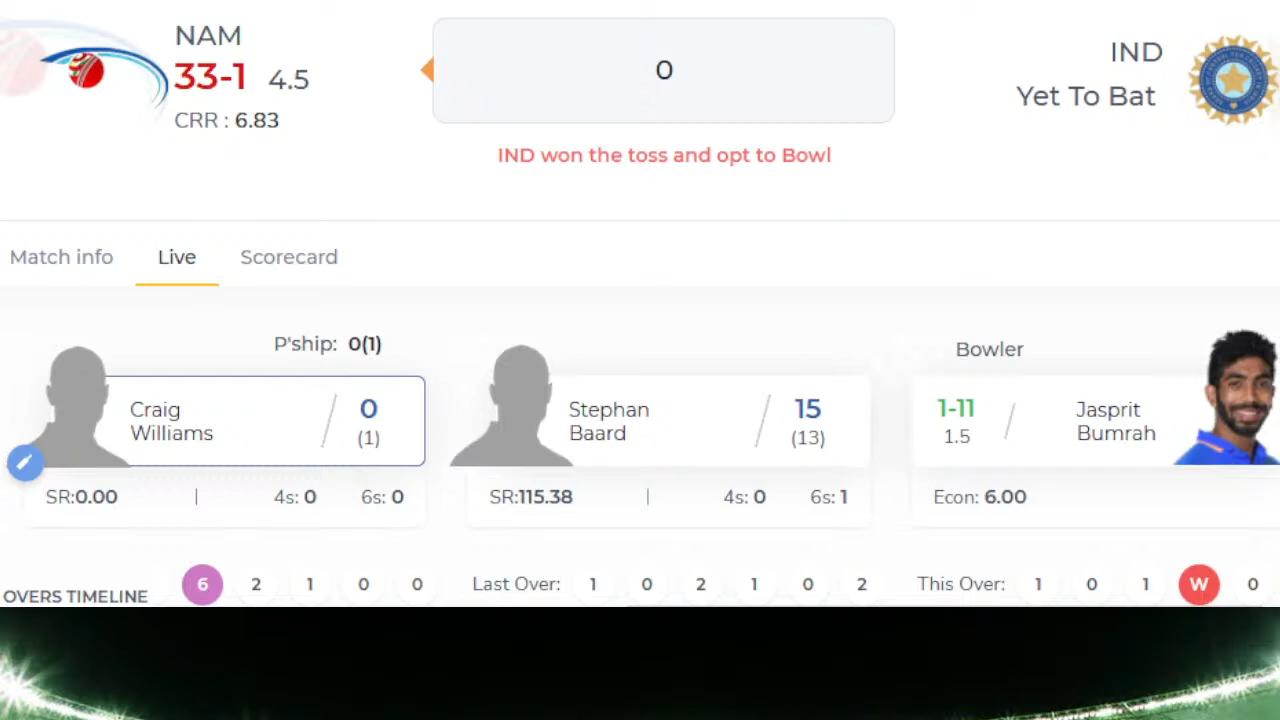 NAM
33-1 4.5
CRR : 6.83
0
IND won the toss and opt to Bowl
IND
Yet To Bat
Match info Live Scorecard
P'ship: 0(1)
Craig
Williams
0
(1)
SR:0.00 | 4s: 0 6s: 0
Stephan
Baard
15
(13)
SR:115.38 | 4s: 0 6s: 1
Bowler
1-11
1.5
Jasprit
Bumrah
Econ: 6.00
OVERS TIMELINE 6 2 1 0 0 Last Over: 1 0 2 1 0 2 This Over: 1 0 1 W 0